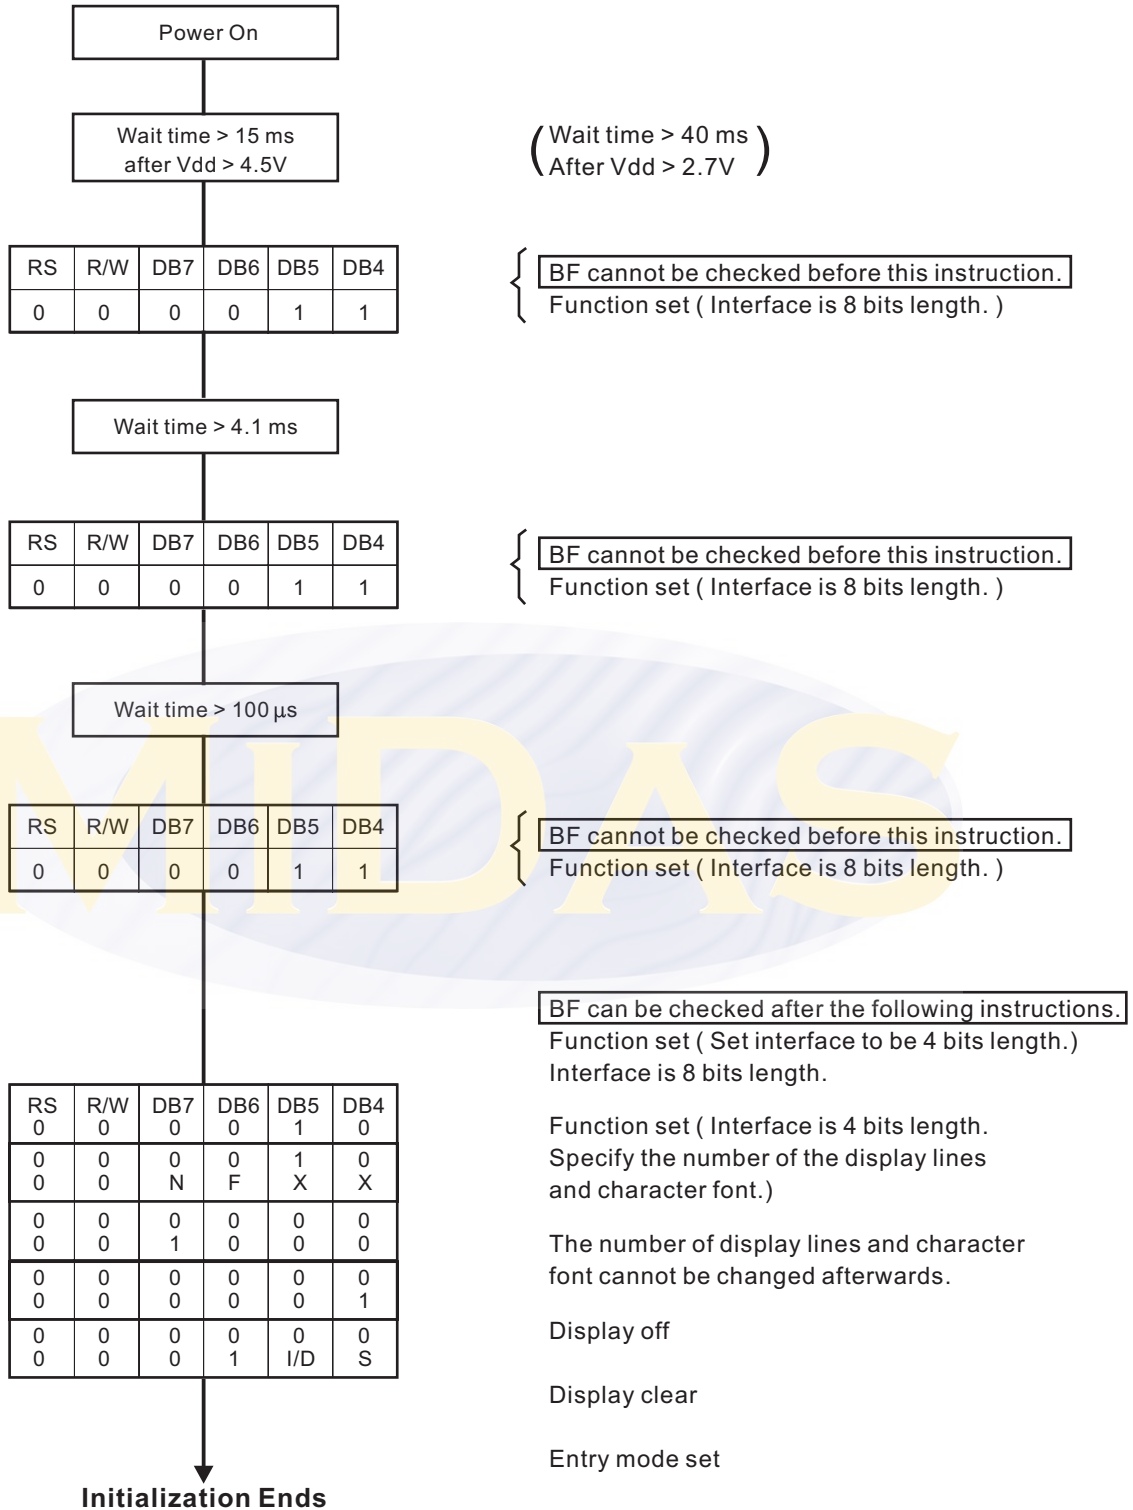 Power On
Wait time > 15 ms
after Vdd > 4.5V
(Wait time > 40 ms
After Vdd > 2.7V)
RS R/W DB7 DB6 DB5 DB4
0 0 0 0 1 1
BF cannot be checked before this instruction.
Function set ( Interface is 8 bits length. )
Wait time > 4.1 ms
RS R/W DB7 DB6 DB5 DB4
0 0 0 0 1 1
BF cannot be checked before this instruction.
Function set ( Interface is 8 bits length. )
Wait time > 100 µs
MIDAS
RS R/W DB7 DB6 DB5 DB4
0 0 0 0 1 1
BF cannot be checked before this instruction.
Function set ( Interface is 8 bits length. )
RS R/W DB7 DB6 DB5 DB4
0 0 0 0 1 0
0 0 0 0 1 0
0 0 N F X X
0 0 0 0 0 0
0 0 1 0 0 0
0 0 0 0 0 0
0 0 0 0 0 1
0 0 0 0 0 0
0 0 0 1 I/D S
BF can be checked after the following instructions.
Function set ( Set interface to be 4 bits length.)
Interface is 8 bits length.
Function set ( Interface is 4 bits length.
Specify the number of the display lines
and character font.)
The number of display lines and character
font cannot be changed afterwards.
Display off
Display clear
Entry mode set
Initialization Ends